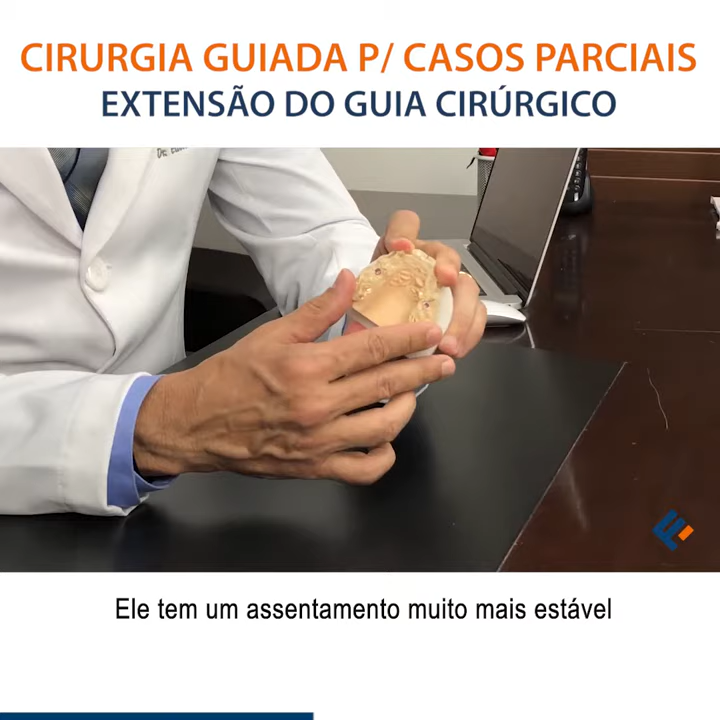 CIRURGIA GUIADA P/ CASOS PARCIAIS
EXTENSÃO DO GUIA CIRÚRGICO
Ele tem um assentamento muito mais estável